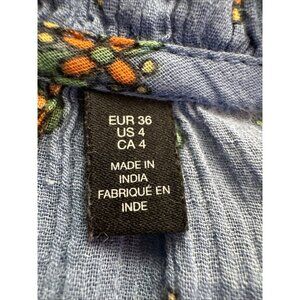 EUR 36
US 4
CA 4
MADE IN
INDIA
FABRIQUÉ EN
INDE